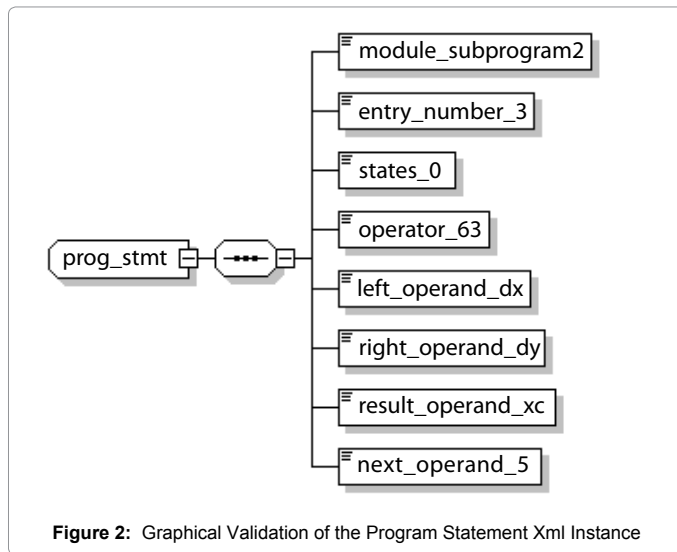 module_subprogram2
entry_number_3
states_0
operator_63
prog_stmt
left_operand_dx
right_operand_dy
result_operand_xc
next_operand_5
Figure 2: Graphical Validation of the Program Statement Xml Instance